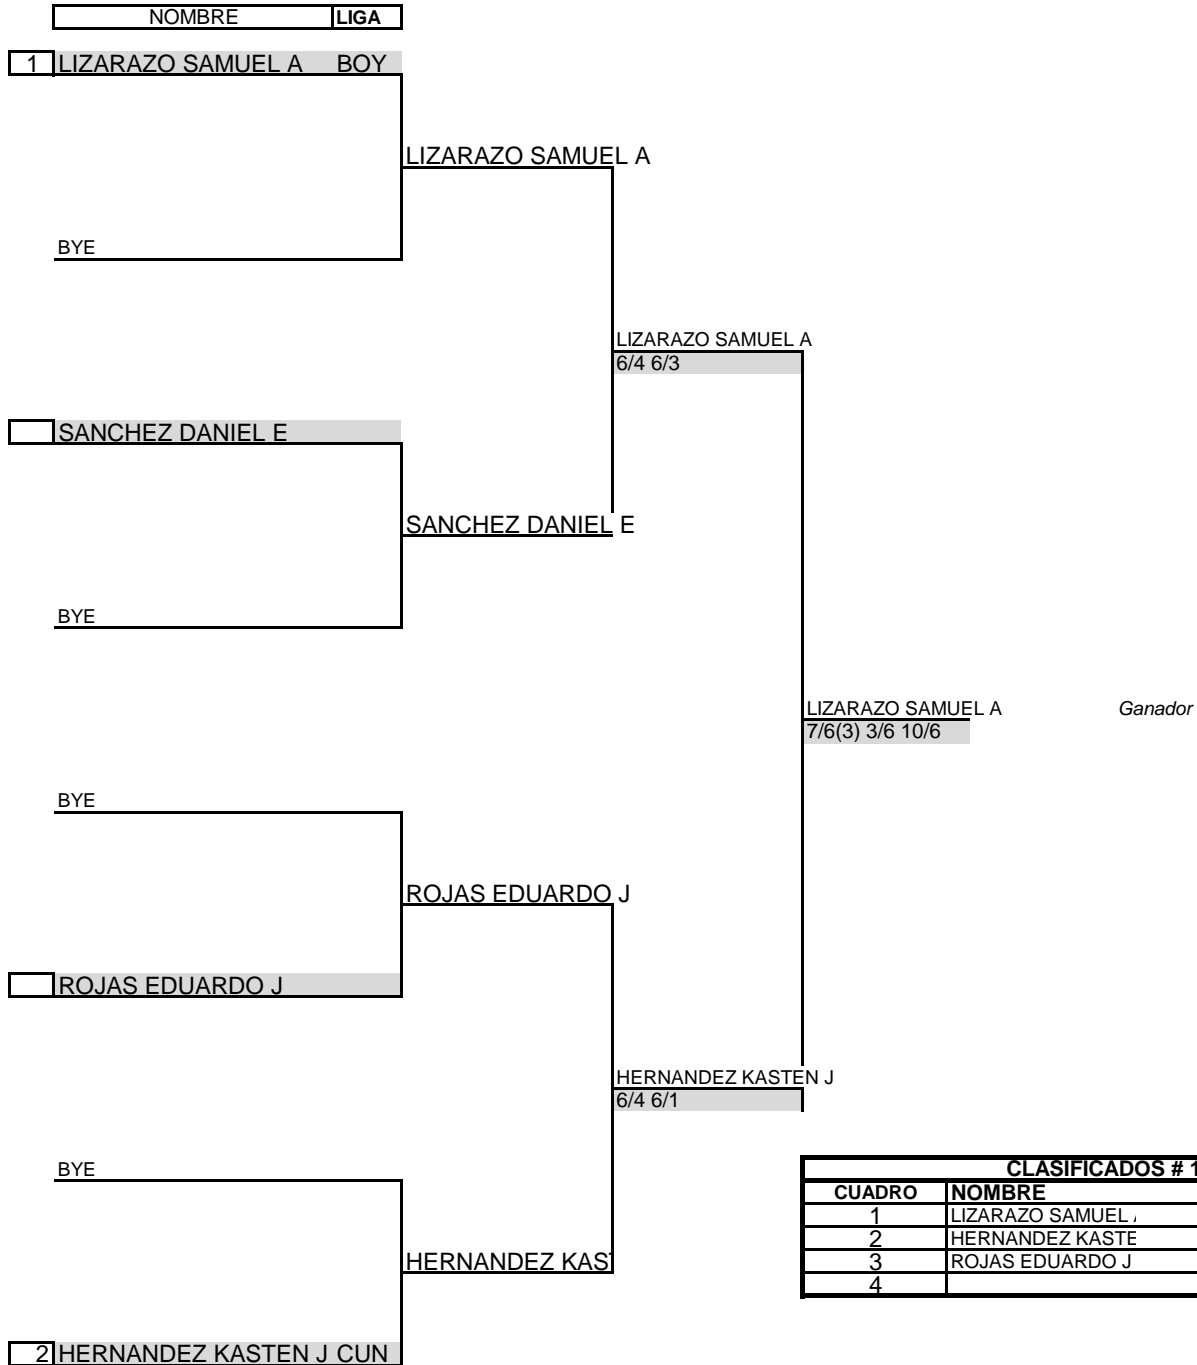 NOMBRE LIGA
1 LIZARAZO SAMUEL A BOY
LIZARAZO SAMUEL A
BYE
LIZARAZO SAMUEL A
6/4 6/3
SANCHEZ DANIEL E
SANCHEZ DANIEL E
BYE
LIZARAZO SAMUEL A Ganador
7/6(3) 3/6 10/6
BYE
ROJAS EDUARDO J
ROJAS EDUARDO J
HERNANDEZ KASTEN J
6/4 6/1
BYE
CLASIFICADOS # 1
CUADRO NOMBRE
1 LIZARAZO SAMUEL
2 HERNANDEZ KASTE
3 ROJAS EDUARDO J
4
HERNANDEZ KAS
2 HERNANDEZ KASTEN J CUN